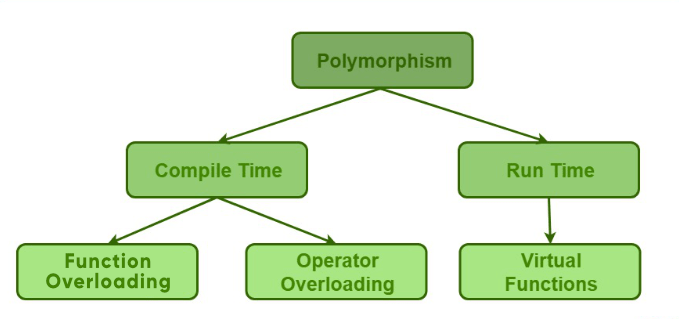 Polymorphism
Compile Time
Run Time
Function
Overloading
Operator
Overloading
Virtual
Functions